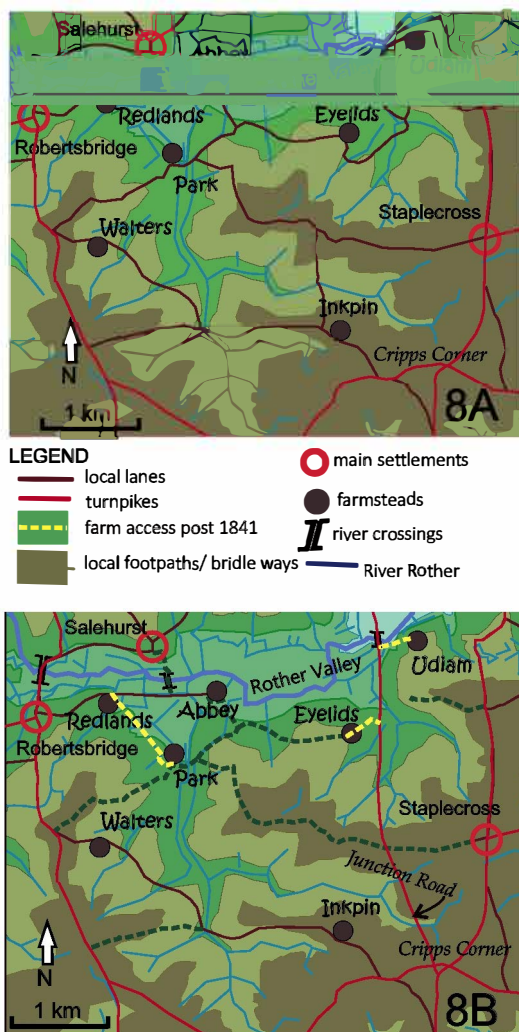 Salehurst
Udiam
Redlands
Eyelids
Robertsbridge
Park
Staplecross
Walters
Inkpin
Cripps Corner
N
1 km
8A
LEGEND
local lanes
main settlements
turnpikes
farmsteads
farm access post 1841
river crossings
local footpaths/ bridle ways
River Rother
Salehurst
Rother Valley
Udiam
Redlands
Abbey
Eyelids
Robertsbridge
Park
Staplecross
Walters
Junction Road
Inkpin
Cripps Corner
N
1 km
8B